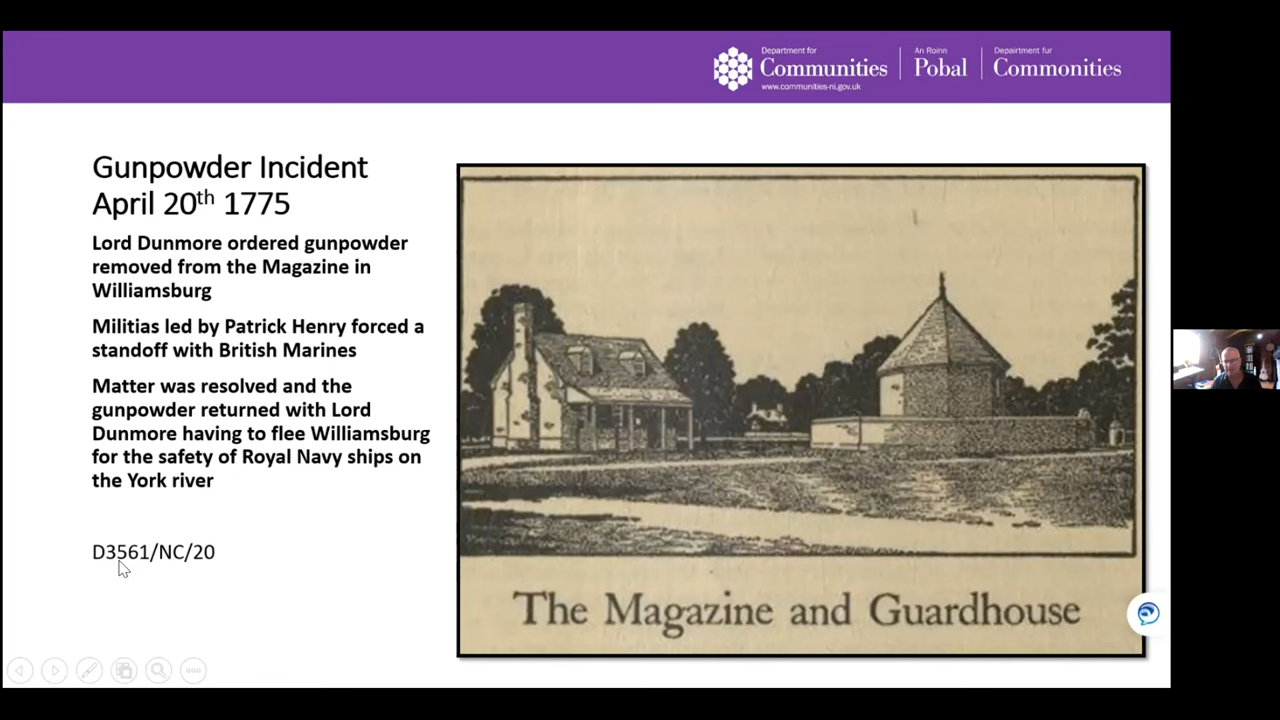 Department for
Communities
www.communities-ni.gov.uk
An Roinn
Pobal
Depairtment fur
Commonities
Gunpowder Incident
April 20th 1775
Lord Dunmore ordered gunpowder
removed from the Magazine in
Williamsburg
Militias led by Patrick Henry forced a
standoff with British Marines
Matter was resolved and the
gunpowder returned with Lord
Dunmore having to flee Williamsburg
for the safety of Royal Navy ships on
the York river
D3561/NC/20
The Magazine and Guardhouse